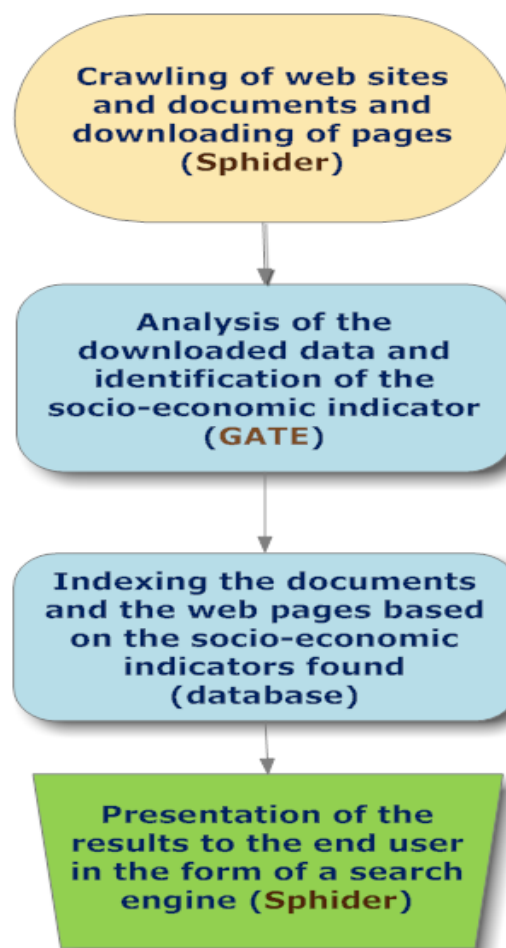 Crawling of web sites
and documents and
downloading of pages
(Sphider)
Analysis of the
downloaded data and
identification of the
socio-economic indicator
(GATE)
Indexing the documents
and the web pages based
on the socio-economic
indicators found
(database)
Presentation of the
results to the end user
in the form of a search
engine (Sphider)